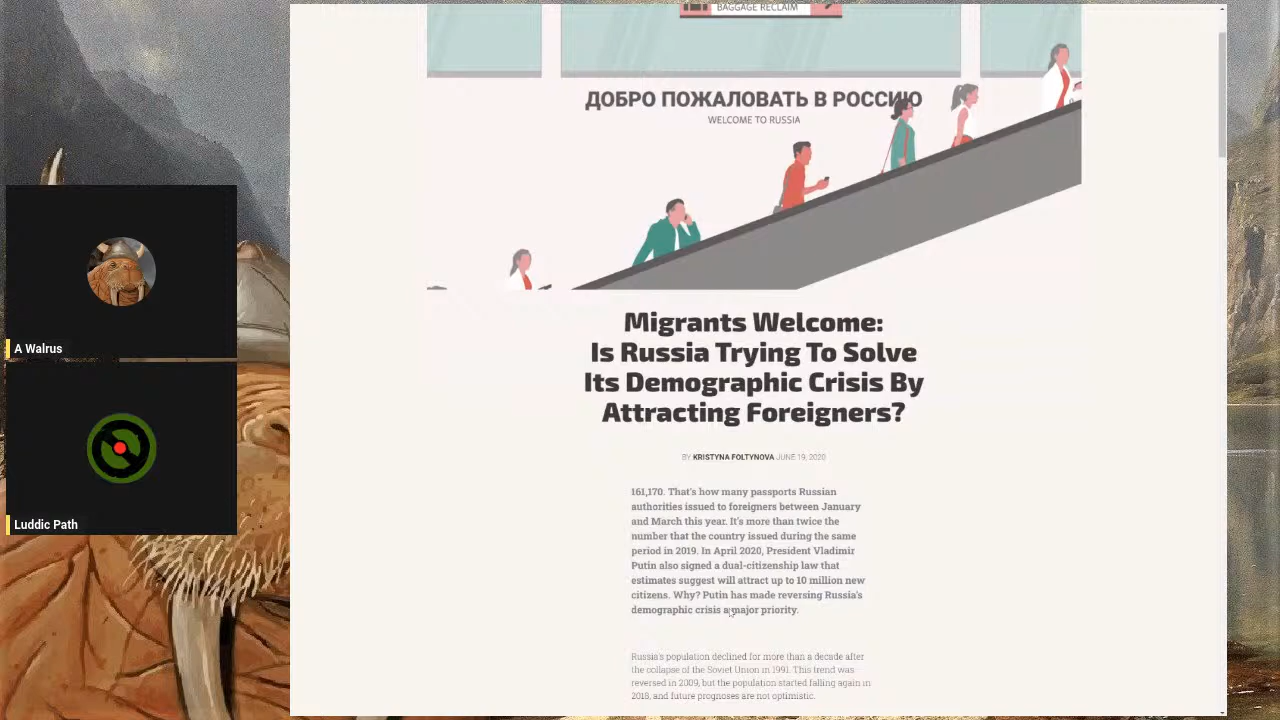 BAGGAGE RECLAIM
ДОБРО ПОЖАЛОВАТЬ В РОССИЮ
WELCOME TO RUSSIA
A Walrus
Luddic Path
Migrants Welcome:
Is Russia Trying To Solve
Its Demographic Crisis By
Attracting Foreigners?
BY KRISTYNA FOLTYNOVA JUNE 19, 2020
161,170. That's how many passports Russian
authorities issued to foreigners between January
and March this year. It's more than twice the
number that the country issued during the same
period in 2019. In April 2020, President Vladimir
Putin also signed a dual-citizenship law that
estimates suggest will attract up to 10 million new
citizens. Why? Putin has made reversing Russia's
demographic crisis a major priority.
Russia's population declined for more than a decade after
the collapse of the Soviet Union in 1991. This trend was
reversed in 2009, but the population started falling again in
2018, and future prognoses are not optimistic.